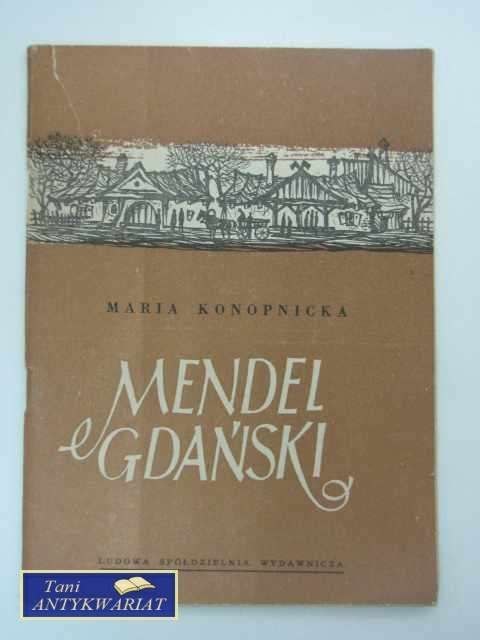 MARIA KONOPNICKA
MENDEL
GDAŃSKI
LUDOWA SPÓŁDZIELNIA WYDAWNICZA
Tani
ANTYKWARIAT